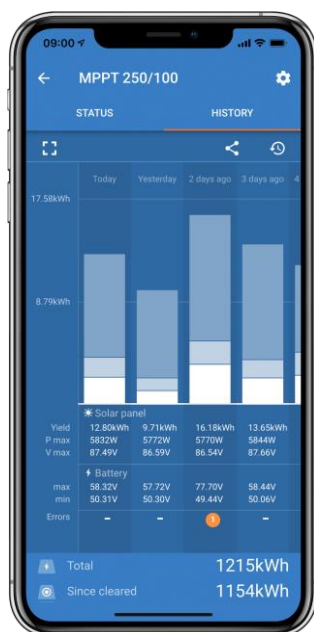 09:00
MPPT 250/100
STATUS HISTORY
Today Yesterday 2 days ago 3 days ago 4
17.58kWh
8.79kWh
Solar panel
Yield 12.80kWh 9.71kWh 16.18kWh 13.65kWh
P max 5832W 5772W 5770W 5844W
V max 87.49V 86.59V 86.54V 87.66V
Battery
max 58.32V 57.72V 77.70V 58.44V
min 50.31V 50.30V 49.44V 50.06V
Errors - - 1 -
Total 1215kWh
Since cleared 1154kWh